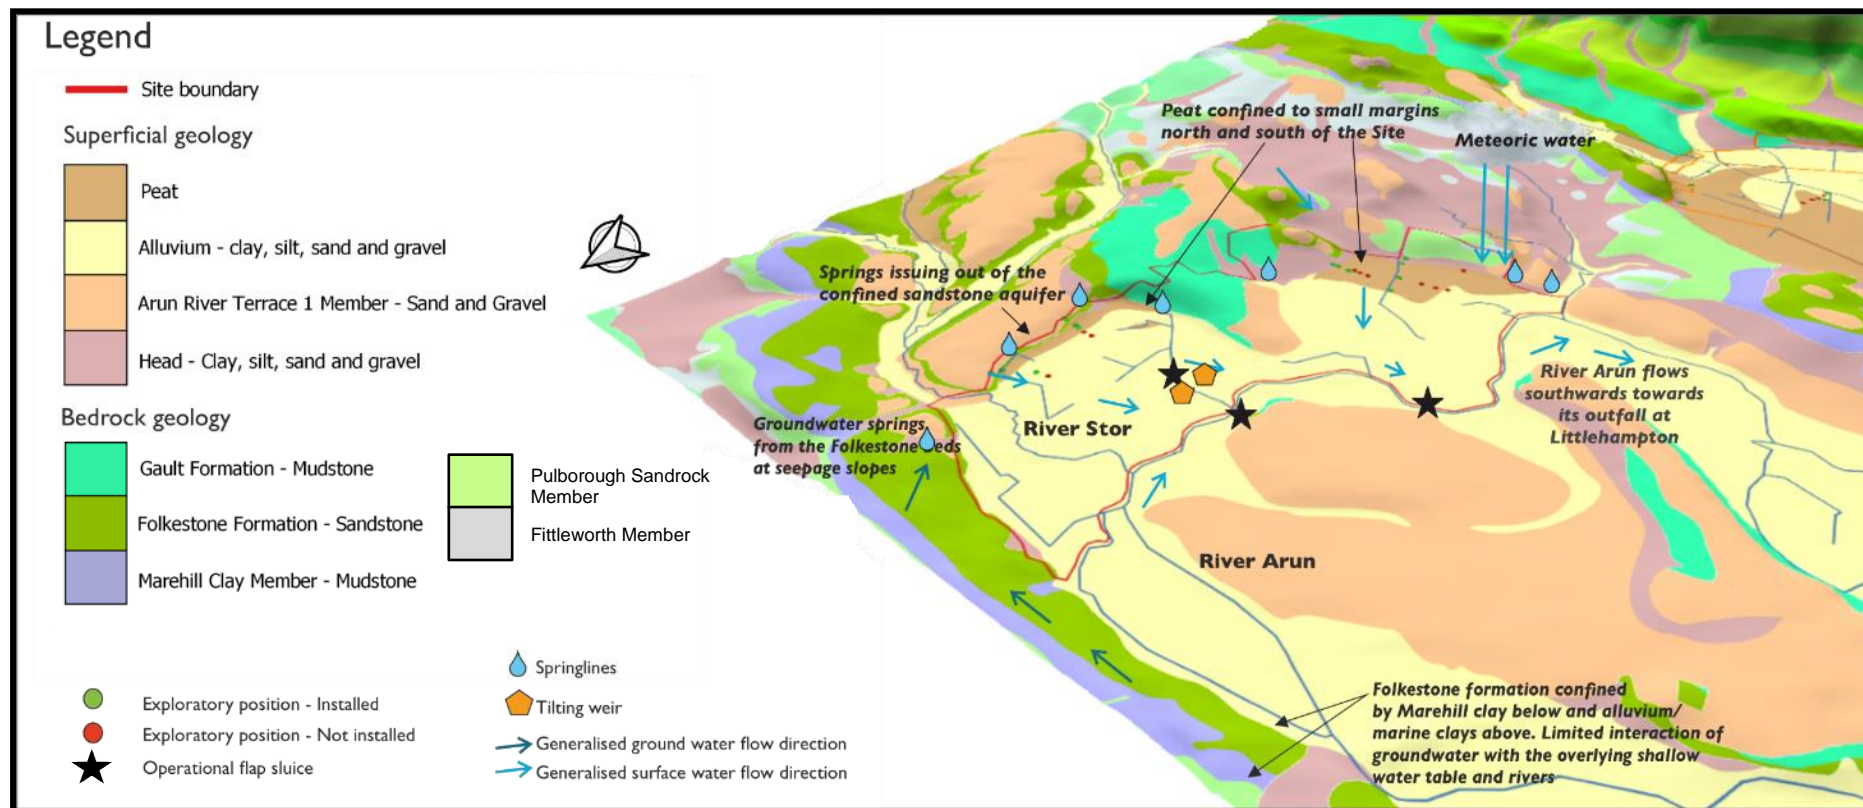 Legend
Site boundary
Superficial geology
Peat
Alluvium - clay, silt, sand and gravel
Arun River Terrace 1 Member - Sand and Gravel
Head - Clay, silt, sand and gravel
Bedrock geology
Gault Formation - Mudstone
Folkestone Formation - Sandstone
Marehill Clay Member - Mudstone
Pulborough Sandrock
Member
Fittleworth Member
Exploratory position - Installed
Exploratory position - Not installed
Operational flap sluice
Springlines
Tilting weir
Generalised ground water flow direction
Generalised surface water flow direction
Peat confined to small margins
north and south of the Site
Meteoric water
Springs issuing out of the
confined sandstone aquifer
Groundwater springs
from the Folkestone eds
at seepage slopes
River Stor
River Arun flows
southwards towards
its outfall at
Littlehampton
River Arun
Folkestone formation confined
by Marehill clay below and alluvium/
marine clays above. Limited interaction of
groundwater with the overlying shallow
water table and rivers